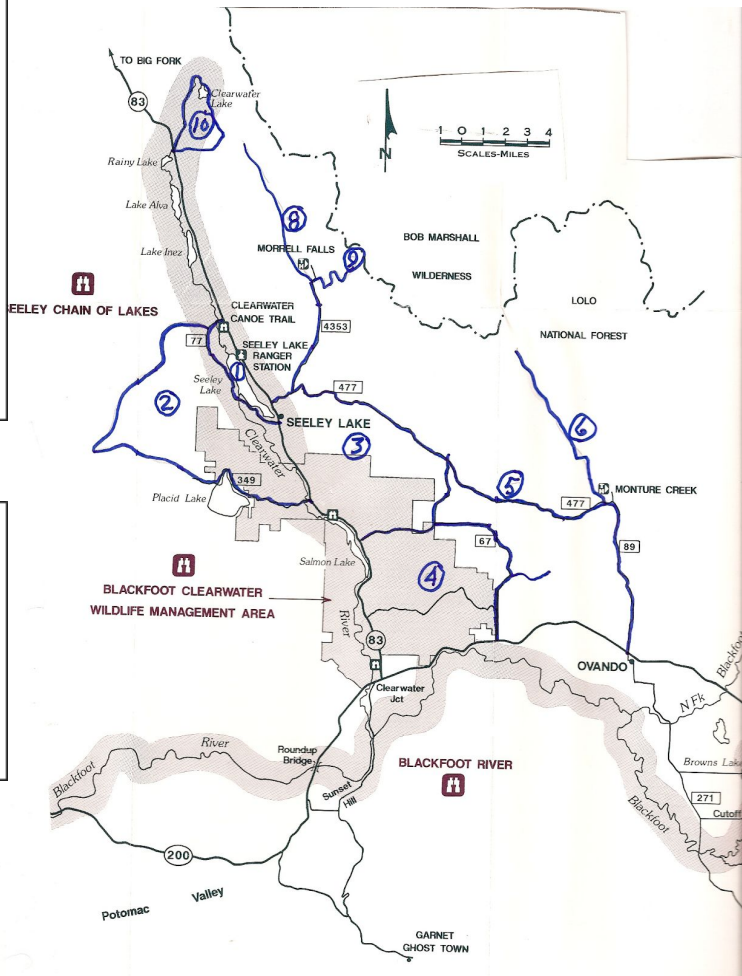 TO BIG FORK
83
Clearwater
Lake
10
1 0 1 2 3 4
SCALES-MILES
N
Rainy Lake
Lake Alva
8
MORRELL FALLS
9
BOB MARSHALL
WILDERNESS
Lake Inez
LOLO
NATIONAL FOREST
SEELEY CHAIN OF LAKES
CLEARWATER
CANOE TRAIL
4353
77
SEELEY LAKE
RANGER
STATION
1
Seeley
Lake
477
2
SEELEY LAKE
6
3
Clearwater
349
5
Placid Lake
477
MONTURE CREEK
67
89
Salmon Lake
4
BLACKFOOT CLEARWATER
WILDLIFE MANAGEMENT AREA
River
83
OVANDO
Clearwater
Jct
Blackfoot
N Fk
River
Roundup
Bridge
BLACKFOOT RIVER
Browns Lake
Blackfoot
Sunset
Hill
271
Cutoff
Blackfoot
200
Potomac
Valley
GARNET
GHOST TOWN